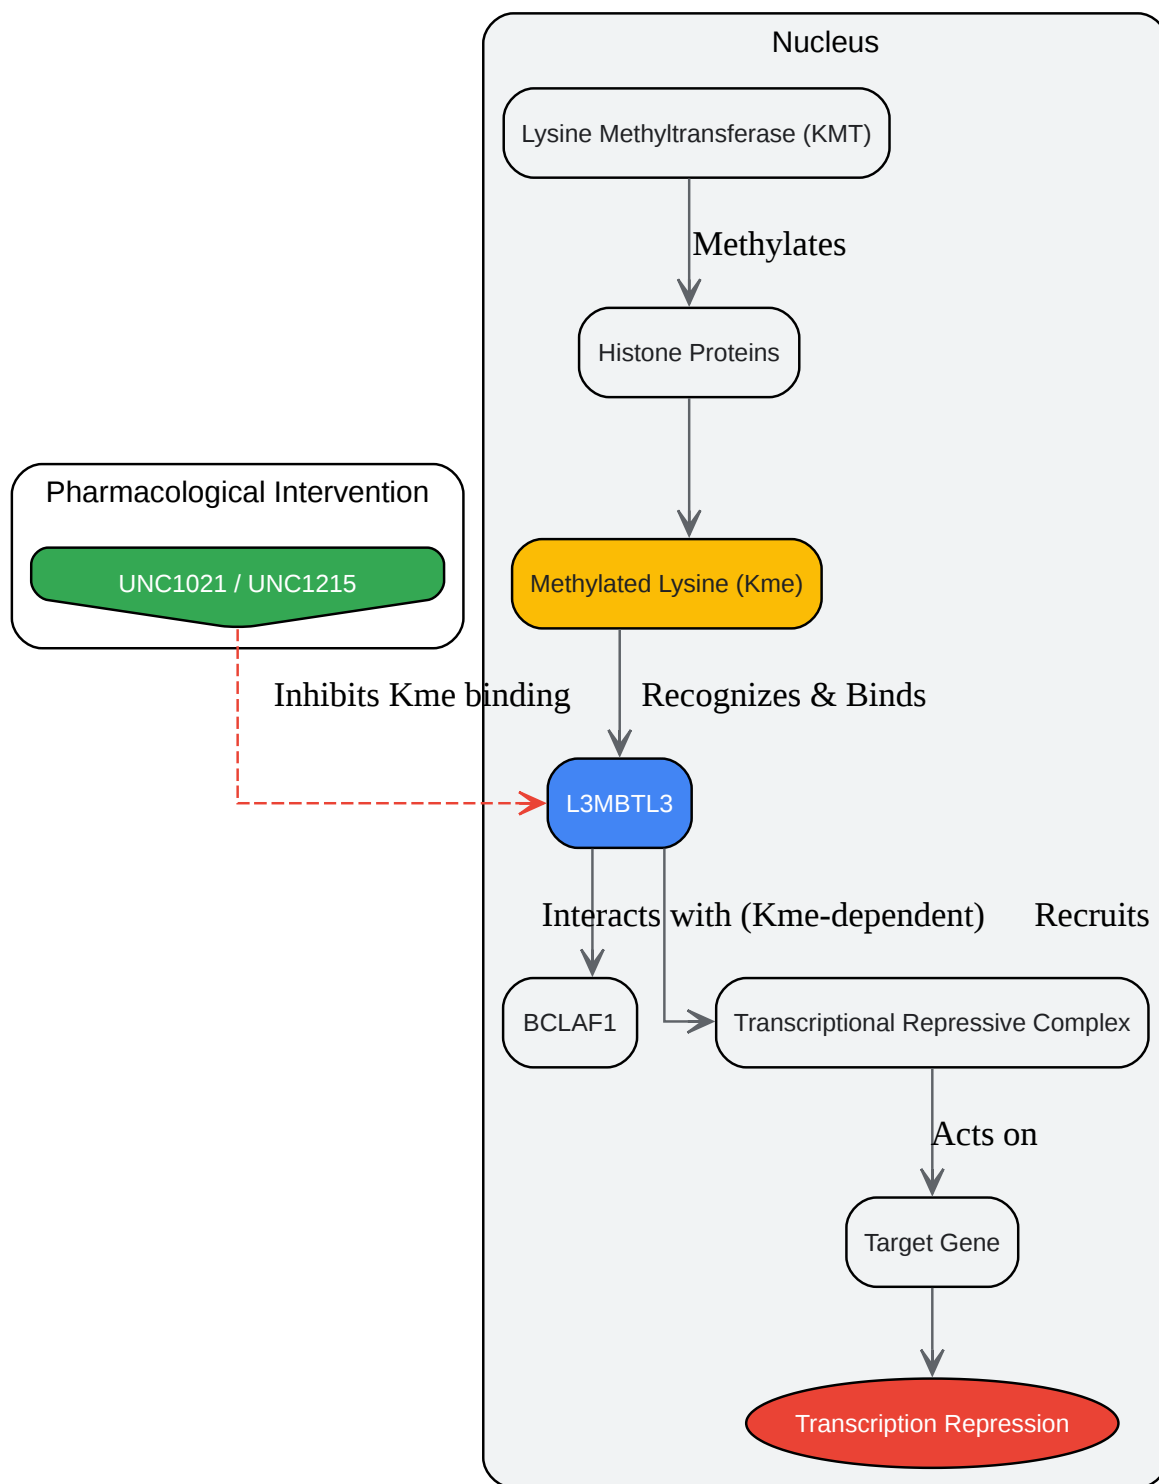 Nucleus
Lysine Methyltransferase (KMT)
Methylates
Histone Proteins
Pharmacological Intervention
UNC1021 / UNC1215
Methylated Lysine (Kme)
Inhibits Kme binding
Recognizes & Binds
L3MBTL3
Interacts with (Kme-dependent)
Recruits
BCLAF1
Transcriptional Repressive Complex
Acts on
Target Gene
Transcription Repression